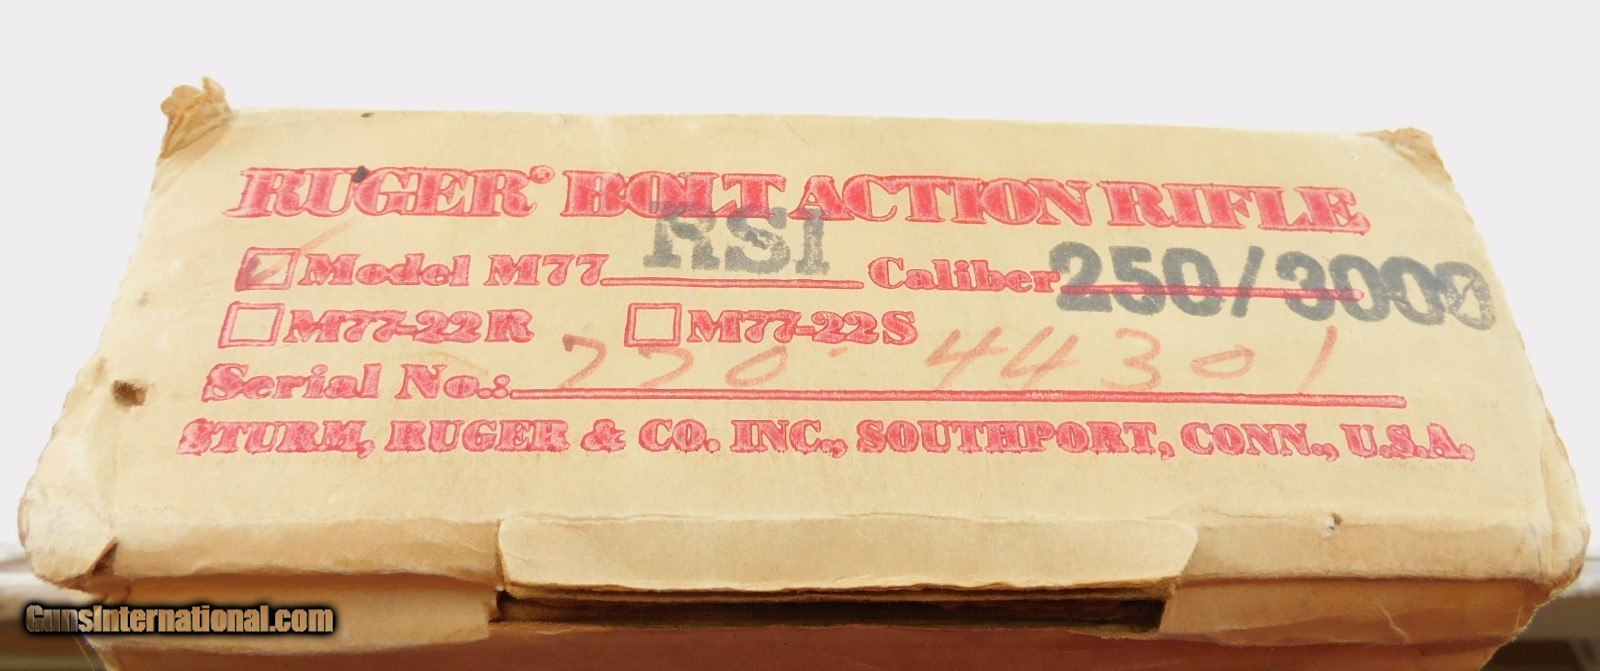 RUGER® BOLT ACTION RIFLE
☑ Model M77 RSI Caliber 250/3000
☐ M77-22R ☐ M77-22S
Serial No.: 770-44301
STURM, RUGER & CO. INC., SOUTHPORT, CONN., U.S.A.
GunsInternational.com